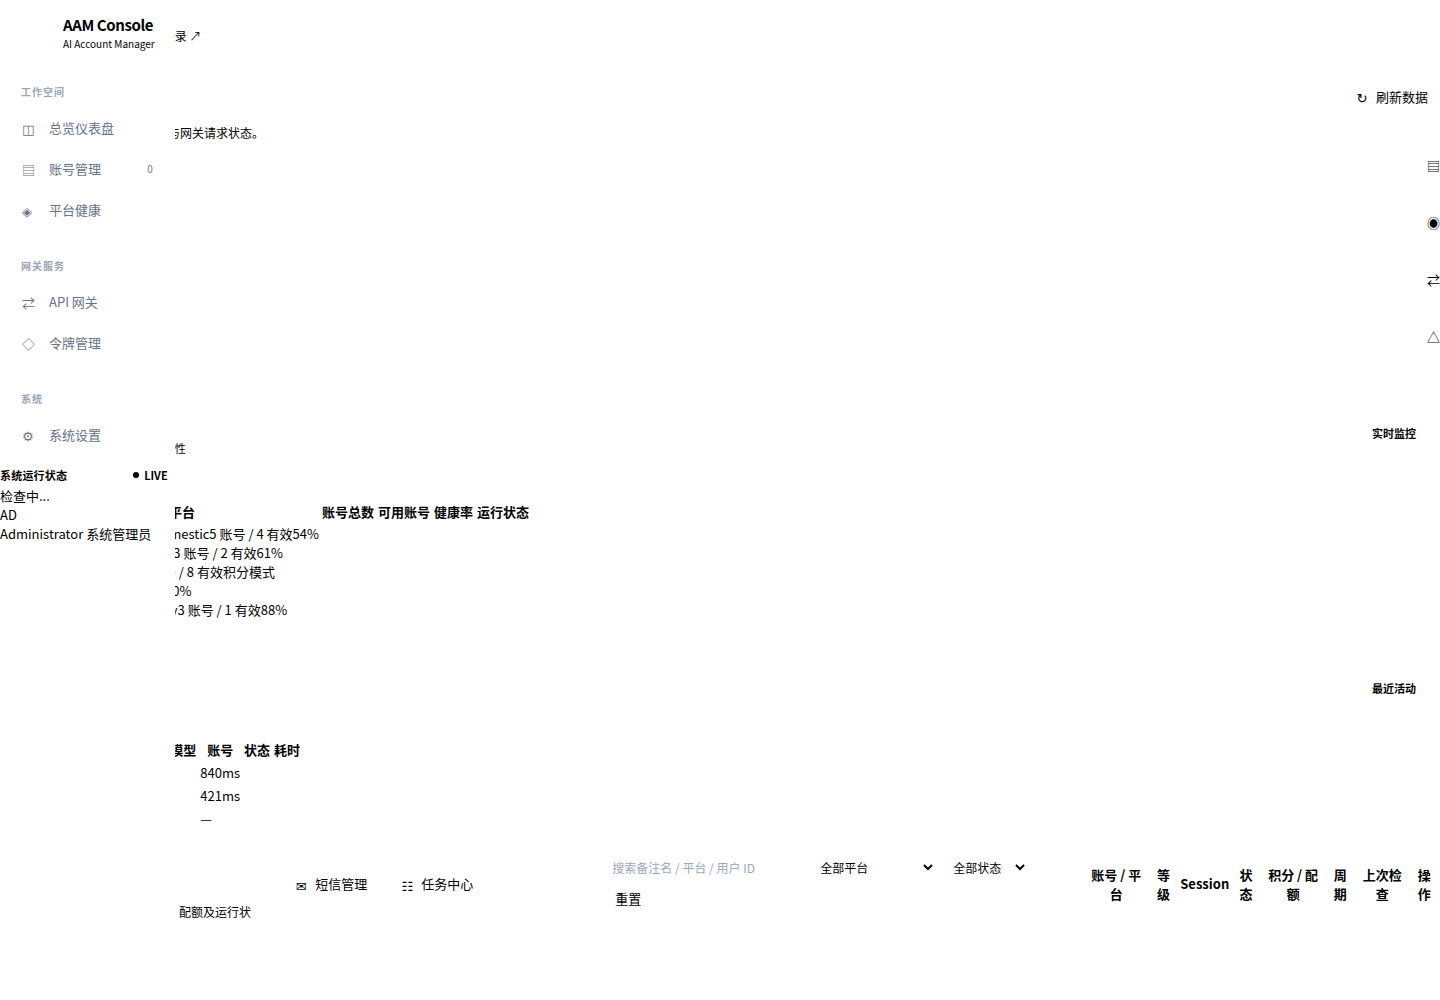 AAM Console
AI Account Manager
录 ↗
工作空间
↻ 刷新数据
总览仪表盘
与网关请求状态。
账号管理 0
平台健康
网关服务
API 网关
令牌管理
系统
系统设置
实时监控
性
系统运行状态 ● LIVE
检查中...
AD
Administrator 系统管理员
平台 账号总数 可用账号 健康率 运行状态
mestic5 账号 / 4 有效54%
3 账号 / 2 有效61%
/ 8 有效积分模式
0%
y3 账号 / 1 有效88%
最近活动
模型 账号 状态 耗时
840ms
421ms
—
搜索备注名 / 平台 / 用户 ID 全部平台 全部状态
重置
短信管理 任务中心
账号 / 平台 等级 Session 状态 积分 / 配额 周期 上次检查 操作
配额及运行状